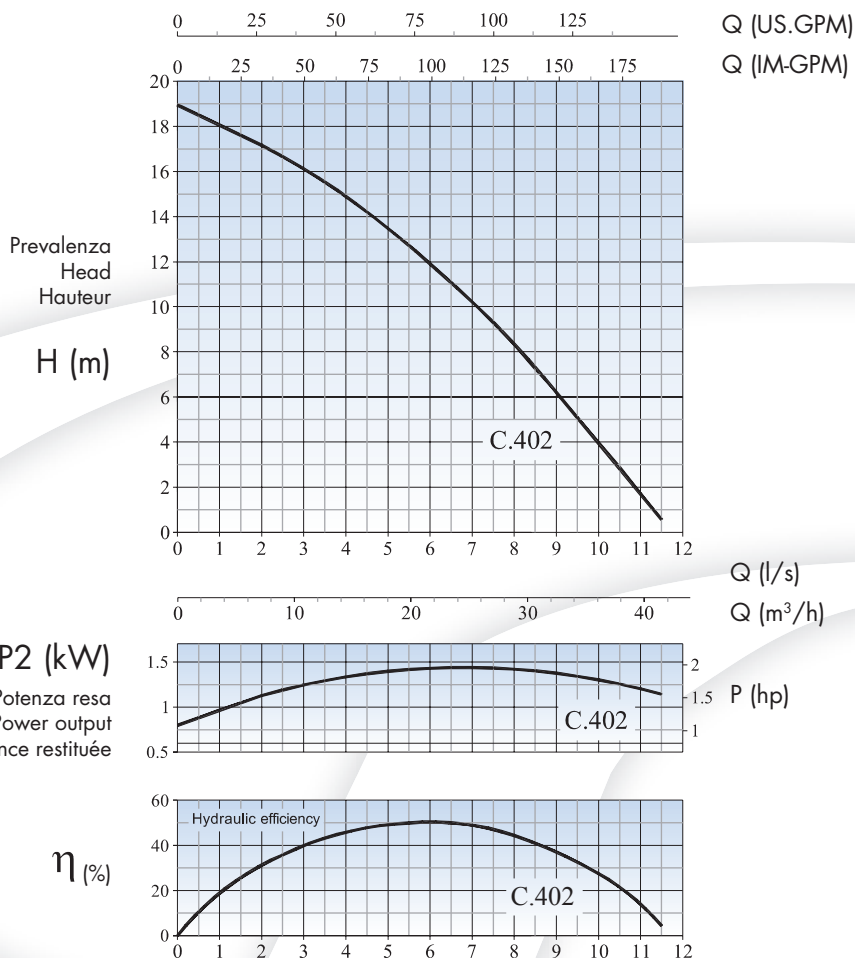 0 25 50 75 100 125
Q (US.GPM)
0 25 50 75 100 125 150 175
Q (IM-GPM)
20
18
16
14
12
10
8
6
4
2
0
Prevalenza
Head
Hauteur
H (m)
C.402
0 1 2 3 4 5 6 7 8 9 10 11 12
Q (l/s)
0 10 20 30 40
Q (m³/h)
P2 (kW)
Potenza resa
Power output
nce restituée
1.5
1
0.5
2
1.5
1
P (hp)
C.402
60
40
20
0
Hydraulic efficiency
η (%)
C.402
0 1 2 3 4 5 6 7 8 9 10 11 12